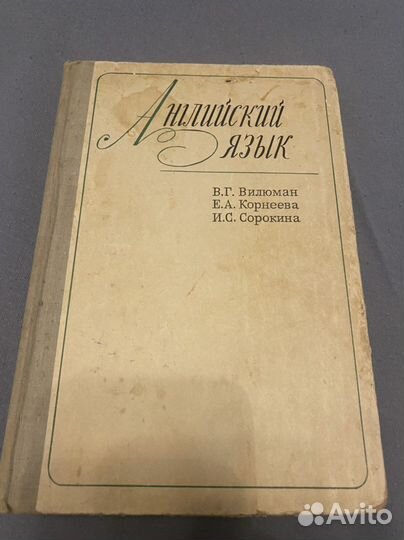 Английский
язык
В.Г. Вилюман
Е.А. Корнеева
И.С. Сорокина
Avito